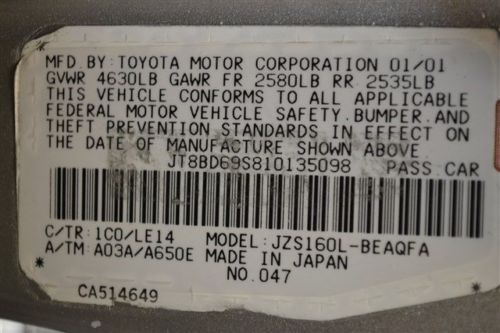 MFD.BY:TOYOTA MOTOR CORPORATION 01/01
GVWR 4630LB GAWR FR 2580LB RR 2535LB
THIS VEHICLE CONFORMS TO ALL APPLICABLE
FEDERAL MOTOR VEHICLE SAFETY.BUMPER.AND
THEFT PREVENTION STANDARDS IN EFFECT ON
THE DATE OF MANUFACTURE SHOWN ABOVE.
JT8BD69S810135098 PASS.CAR
C/TR:1C0/LE14 MODEL:JZS160L-BEAQFA
A/TM:A03A/A650E MADE IN JAPAN
NO.047
CA514649